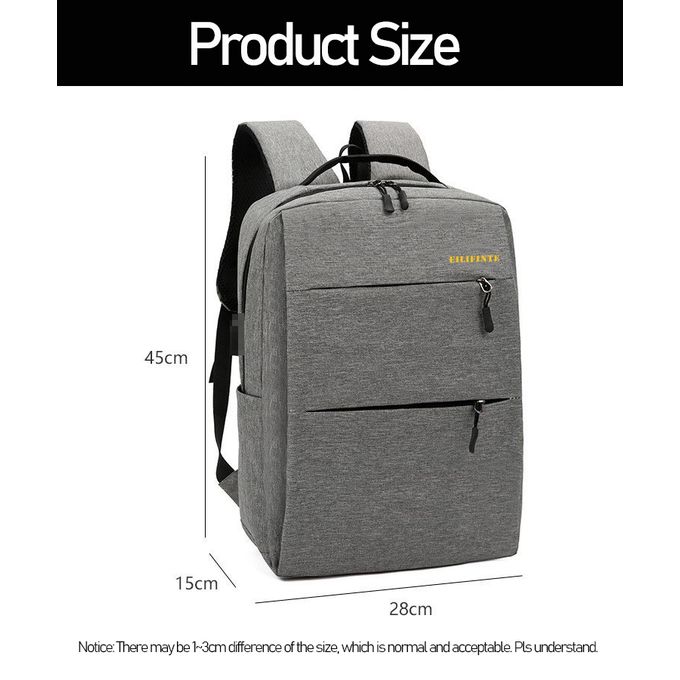 Product Size
EILIFINTE
45cm
15cm
28cm
Notice: There may be 1~3cm difference of the size, which is normal and acceptable. Pls understand.